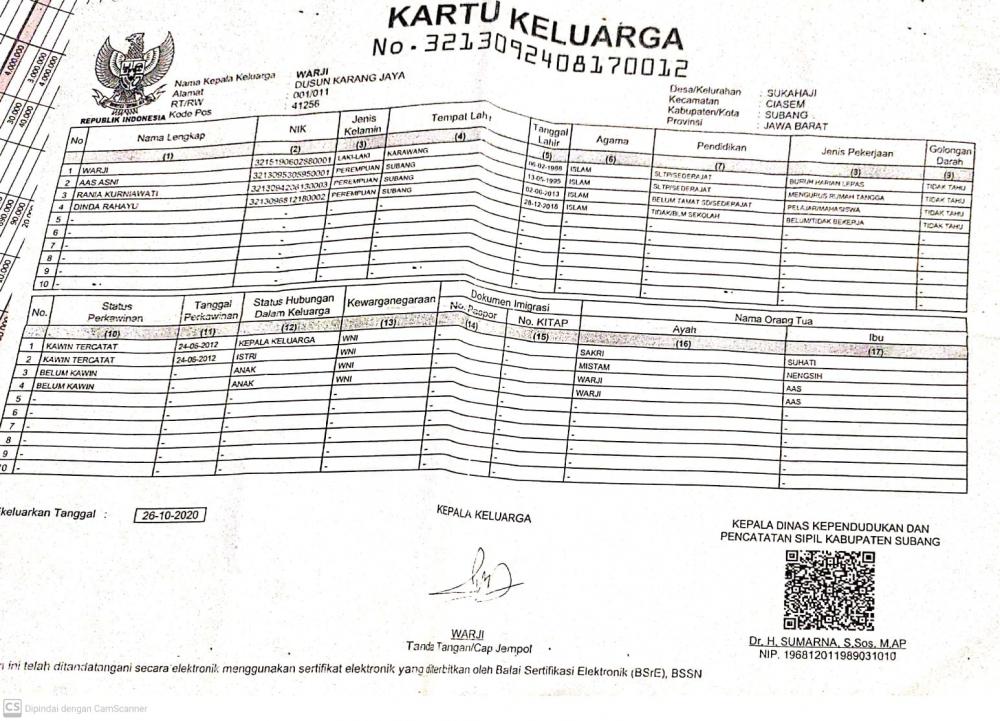 KARTU KELUARGA
No. 3213092408170012
Nama Kepala Keluarga : WARJI
Alamat : DUSUN KARANG JAYA
RT/RW : 001/011
Kode Pos : 41256
REPUBLIK INDONESIA
Desa/Kelurahan : SUKAHAJI
Kecamatan : CIASEM
Kabupaten/Kota : SUBANG
Provinsi : JAWA BARAT
No Nama Lengkap NIK Jenis Kelamin Tempat Lahir Tanggal Lahir Agama Pendidikan Jenis Pekerjaan Golongan Darah
(1) (2) (3) (4) (5) (6) (7) (8) (9)
1 WARJI 3215190602880001 LAKI-LAKI KARAWANG 06-02-1988 ISLAM SLTP/SEDERAJAT BURUH HARIAN LEPAS TIDAK TAHU
2 AAS ASNI 3213095305950001 PEREMPUAN SUBANG 13-05-1995 ISLAM SLTP/SEDERAJAT MENGURUS RUMAH TANGGA TIDAK TAHU
3 RANIA KURNIAWATI PEREMPUAN SUBANG 02-06-2013 ISLAM BELUM TAMAT SD/SEDERAJAT PELAJAR/MAHASISWA TIDAK TAHU
4 DINDA RAHAYU 3213096812180002 PEREMPUAN SUBANG 28-12-2018 ISLAM TIDAK/BLM SEKOLAH BELUM/TIDAK BEKERJA TIDAK TAHU
5 - - - - - - - - -
6 - - - - - - - - -
7 - - - - - - - - -
8 - - - - - - - - -
9 - - - - - - - - -
10 - - - - - - - - -
No. Status Perkawinan Tanggal Perkawinan Status Hubungan Dalam Keluarga Kewarganegaraan Dokumen Imigrasi Nama Orang Tua
No. Paspor No. KITAP Ayah Ibu
(10) (11) (12) (13) (14) (15) (16) (17)
1 KAWIN TERCATAT 24-06-2012 KEPALA KELUARGA WNI - - SAKRI SUHATI
2 KAWIN TERCATAT 24-06-2012 ISTRI WNI - - MISTAM NENGSIH
3 BELUM KAWIN ANAK WNI - - WARJI AAS
4 BELUM KAWIN ANAK WNI - - WARJI AAS
5 - - - - - - - -
6 - - - - - - - -
7 - - - - - - - -
8 - - - - - - - -
9 - - - - - - - -
10 - - - - - - - -
keluarkan Tanggal : 26-10-2020
KEPALA KELUARGA
WARJI
Tanda Tangan/Cap Jempol
KEPALA DINAS KEPENDUDUKAN DAN
PENCATATAN SIPIL KABUPATEN SUBANG
Dr. H. SUMARNA, S.Sos, M.AP
NIP. 196812011989031010
ini telah ditandatangani secara elektronik menggunakan sertifikat elektronik yang diterbitkan oleh Balai Sertifikasi Elektronik (BSrE), BSSN
CS Dipindai dengan CamScanner